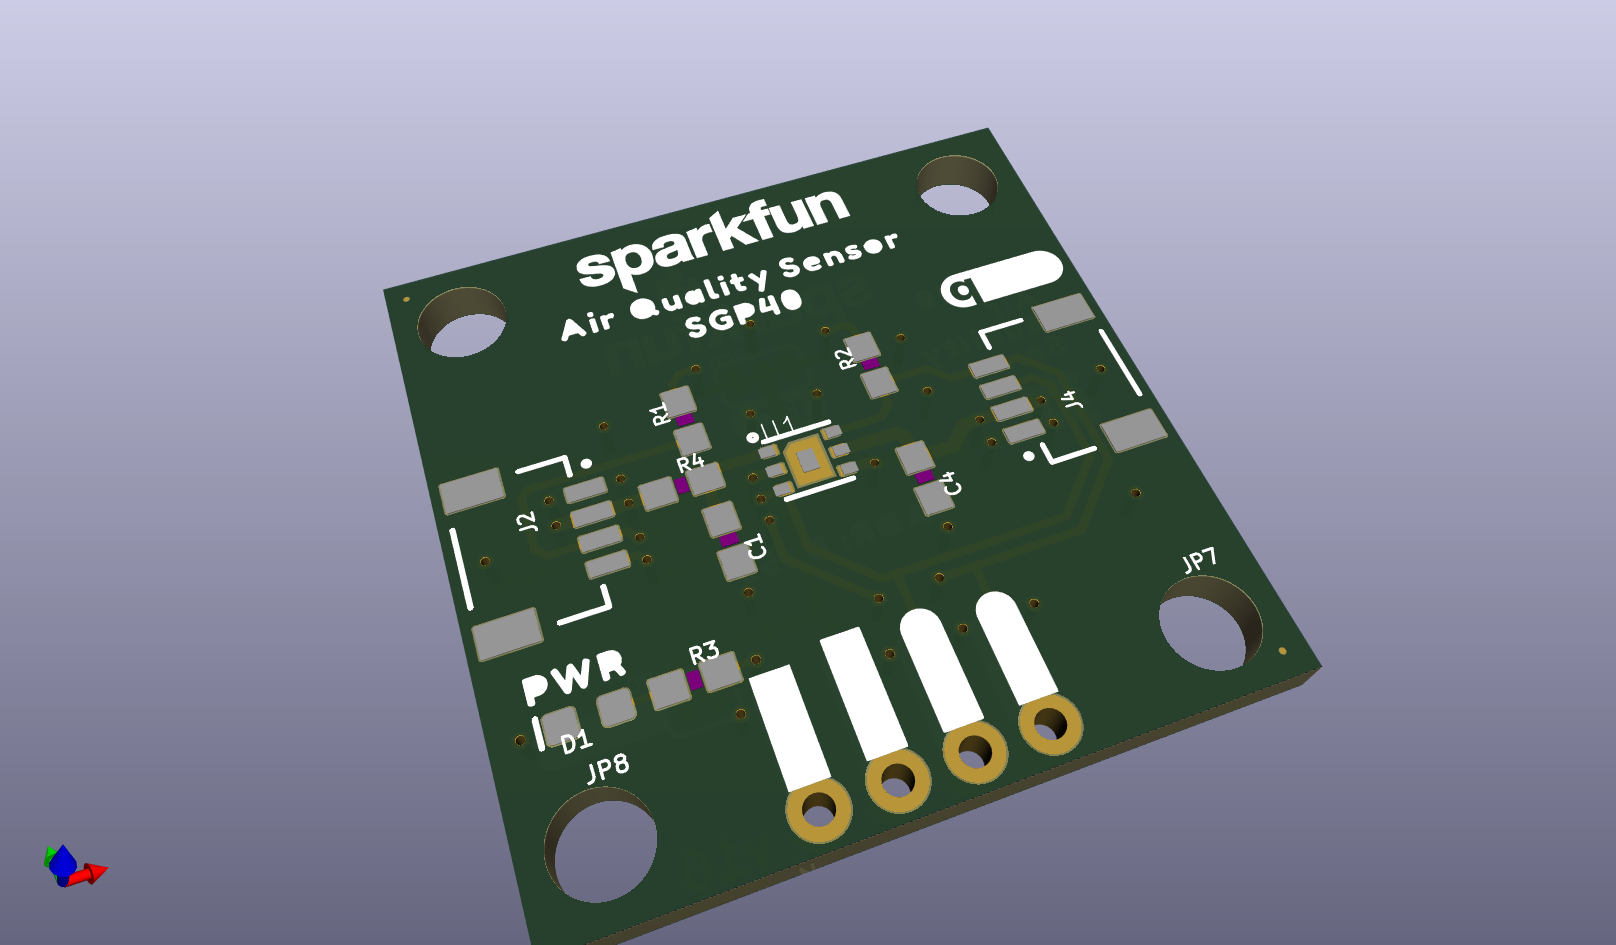 sparkfun
Air Quality Sensor
SGP40
R2
J4
R1
R4
C4
J2
C1
JP7
R3
PWR
D1
JP8